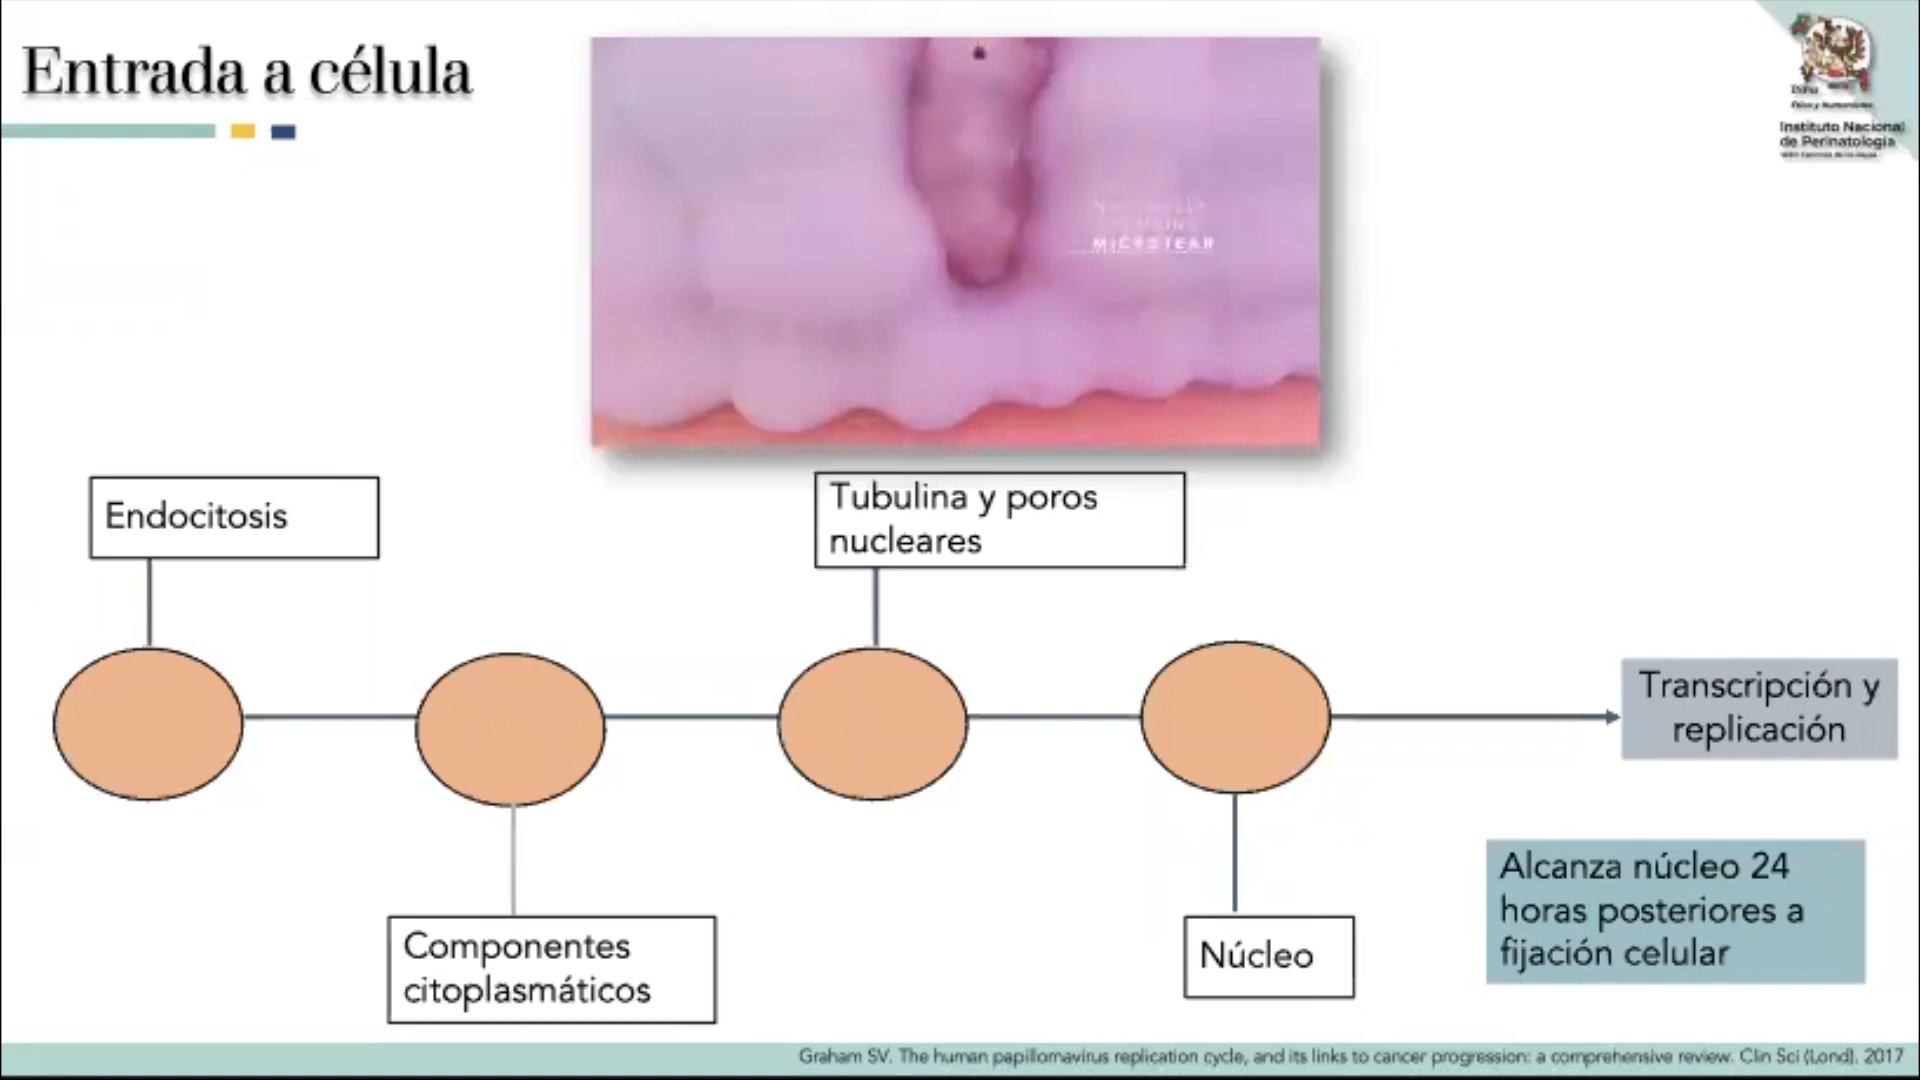 Entrada a célula
Instituto Nacional
de Perinatología
MICROTEAR
Endocitosis
Tubulina y poros
nucleares
Transcripción y
replicación
Componentes
citoplasmáticos
Núcleo
Alcanza núcleo 24
horas posteriores a
fijación celular
Graham SV. The human papillomavirus replication cycle, and its links to cancer progression: a comprehensive review. Clin Sci (Lond). 2017